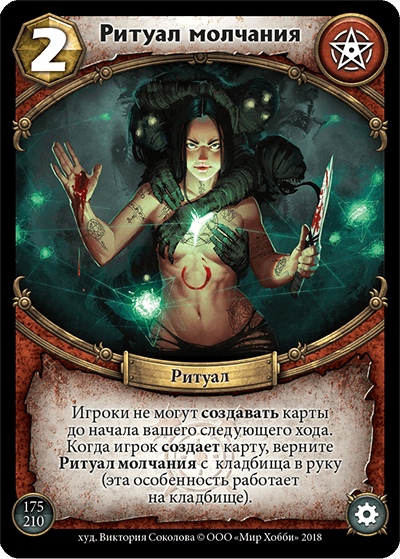 2
Ритуал молчания
Ритуал
Игроки не могут создавать карты
до начала вашего следующего хода.
Когда игрок создает карту, верните
Ритуал молчания с кладбища в руку
(эта особенность работает
на кладбище).
175
210
худ. Виктория Соколова © ООО «Мир Хобби» 2018